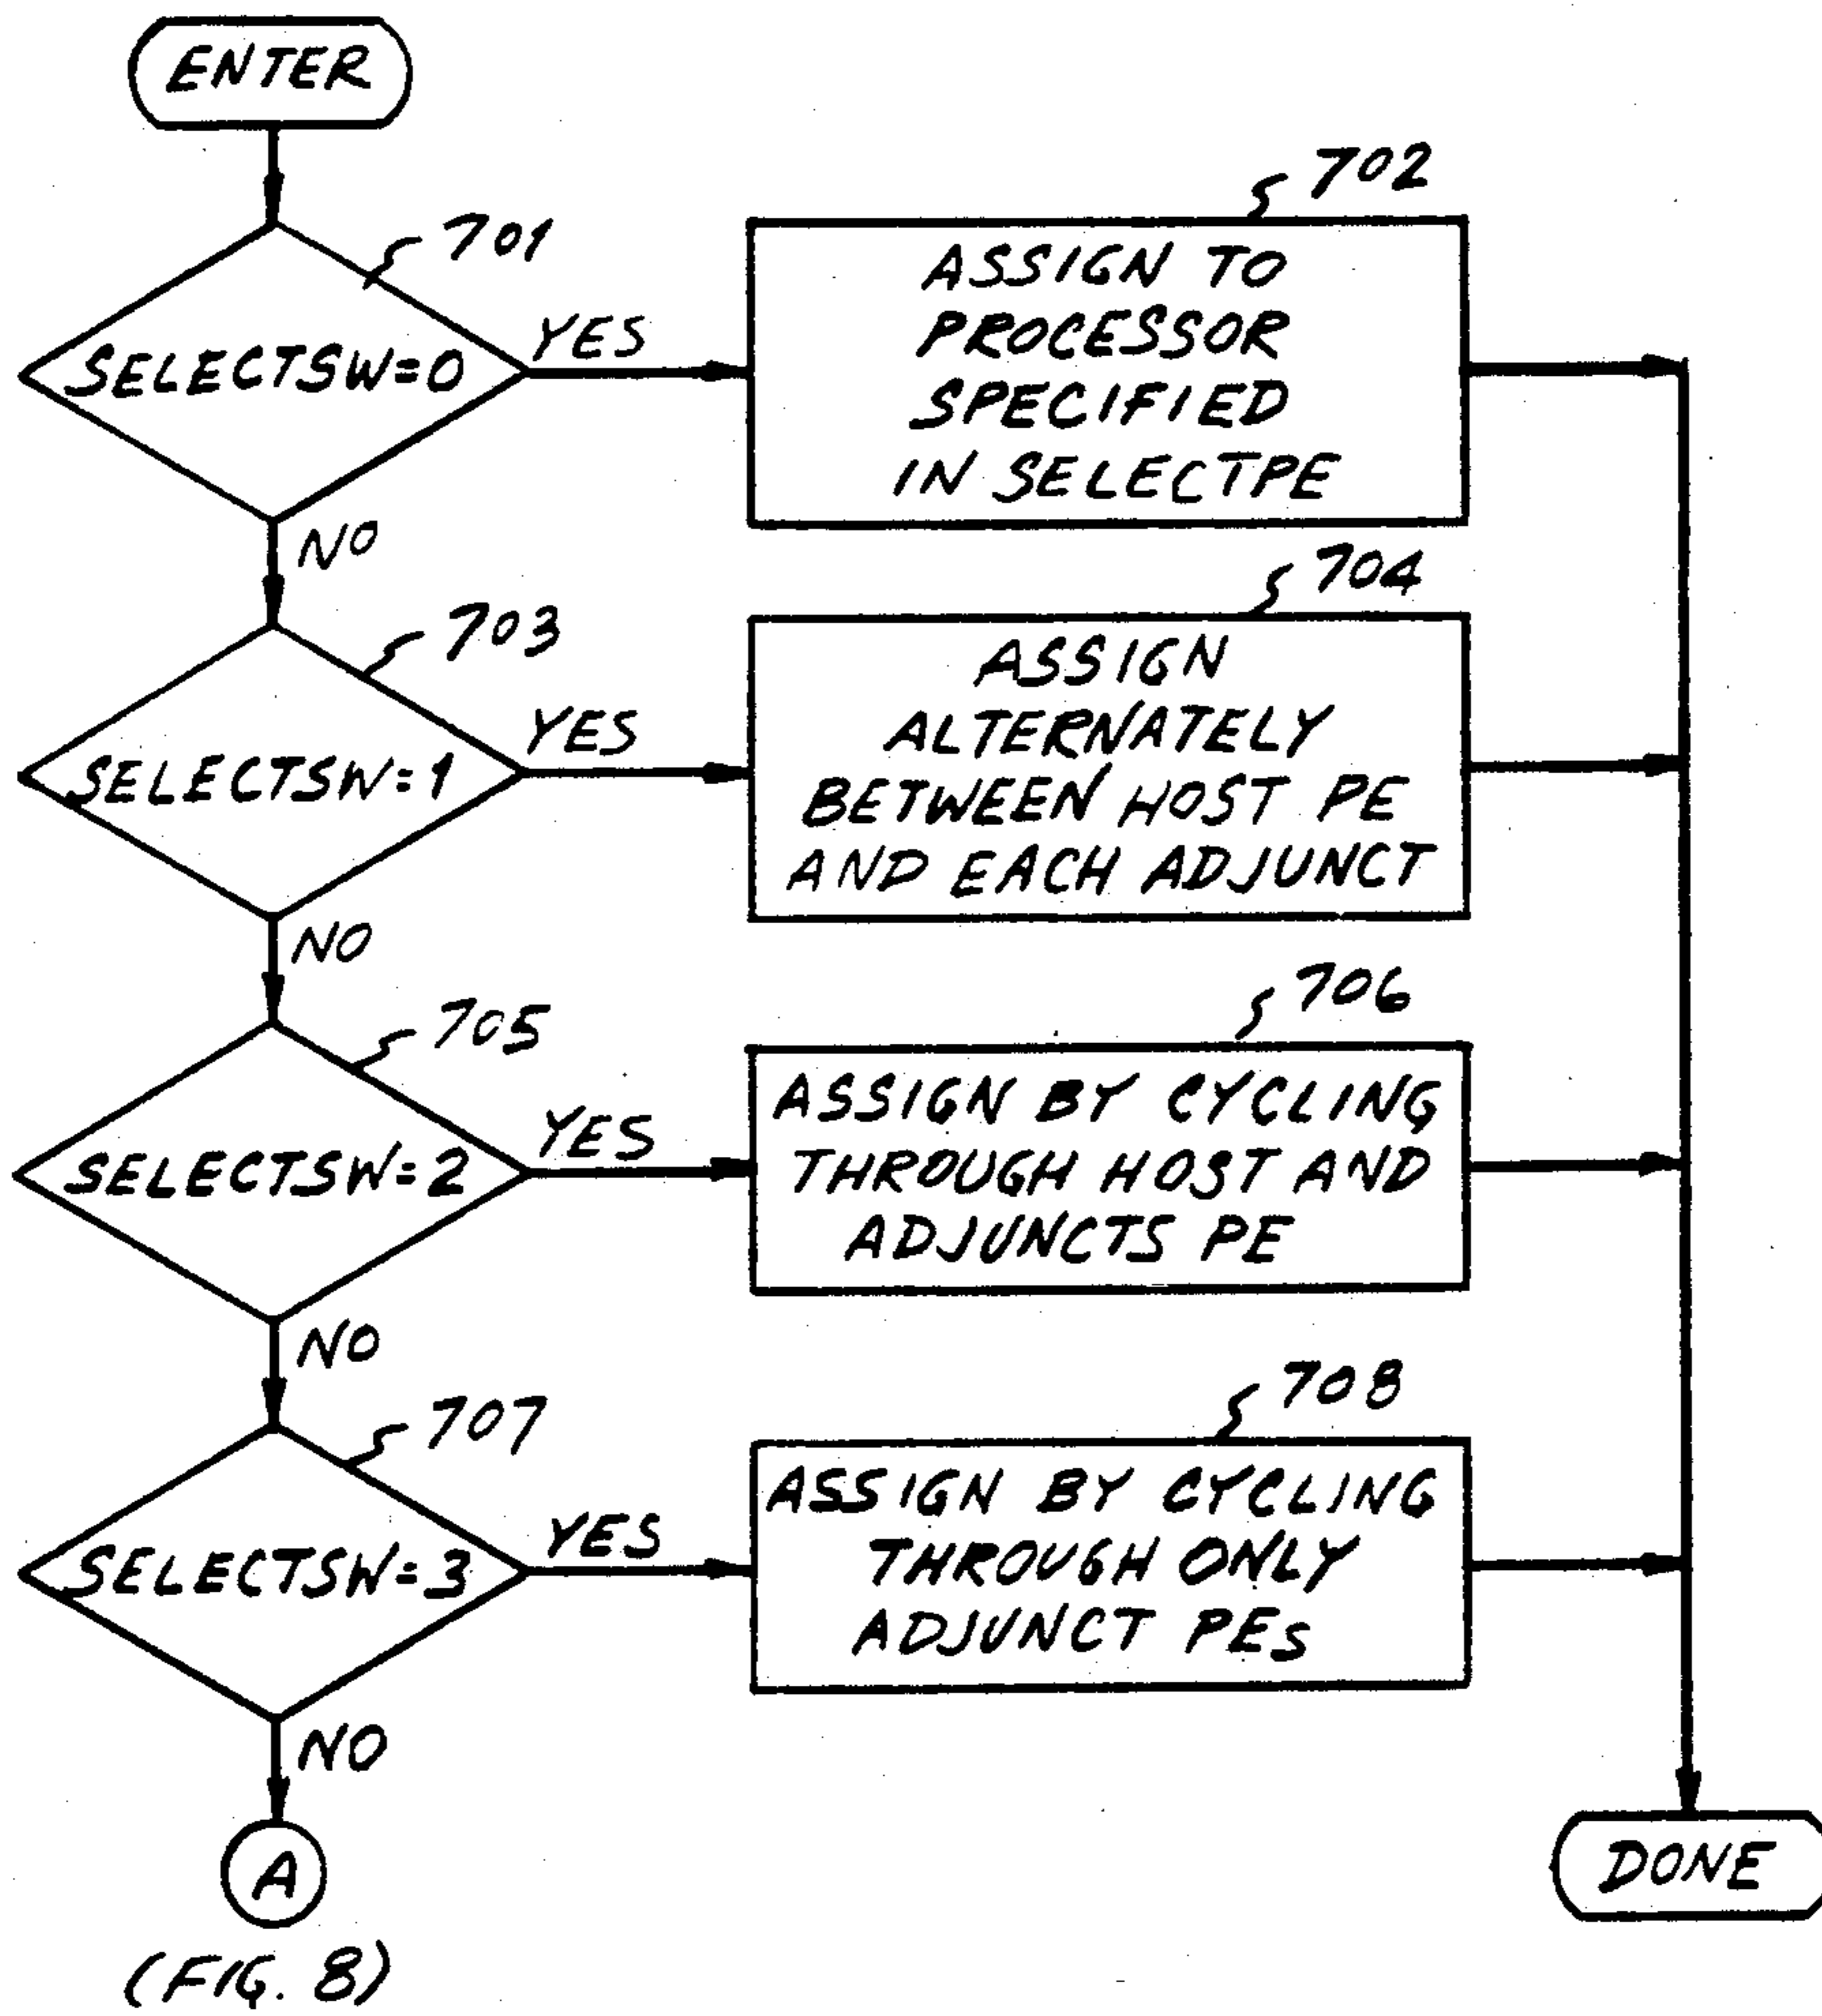 ENTER
701
SELECTSW=0
YES
702
ASSIGN TO
PROCESSOR
SPECIFIED
IN SELECTPE
NO
703
SELECTSW=1
YES
704
ASSIGN
ALTERNATELY
BETWEEN HOST PE
AND EACH ADJUNCT
NO
705
SELECTSW=2
YES
706
ASSIGN BY CYCLING
THROUGH HOST AND
ADJUNCTS PE
NO
707
SELECTSW=3
YES
708
ASSIGN BY CYCLING
THROUGH ONLY
ADJUNCT PEs
NO
A
(FIG. 8)
DONE